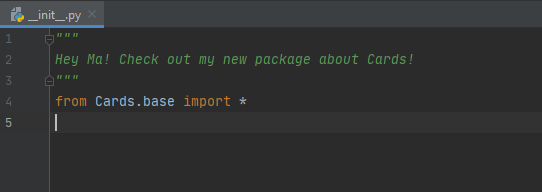 __init__.py
1 """
2 Hey Ma! Check out my new package about Cards!
3 """
4 from Cards.base import *
5